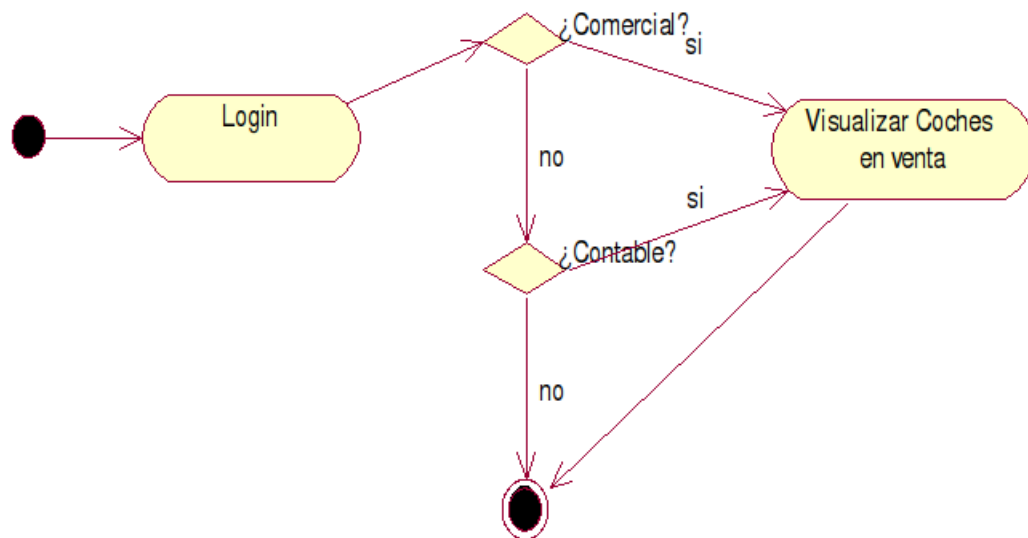 ¿Comercial?
si
Login
Visualizar Coches
en venta
no
si
¿Contable?
no